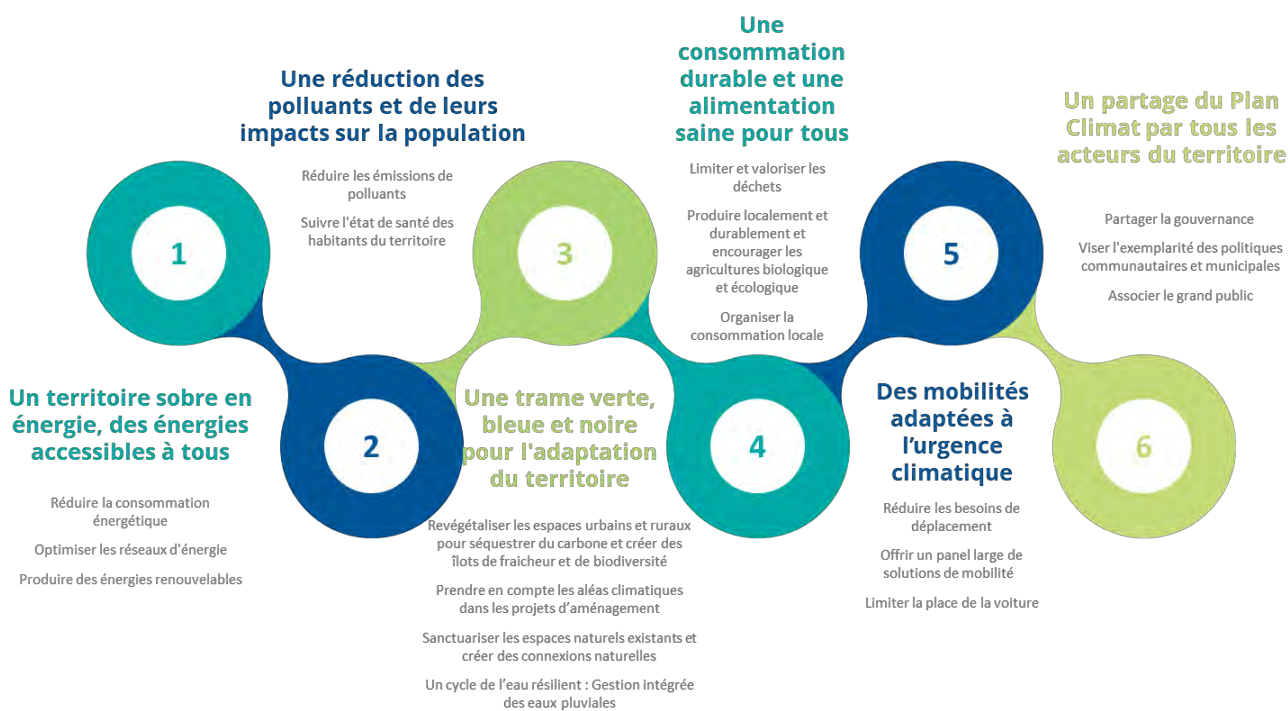 1
Un territoire sobre en
énergie, des énergies
accessibles à tous
Réduire la consommation
énergétique
Optimiser les réseaux d'énergie
Produire des énergies renouvelables
Une réduction des
polluants et de leurs
impacts sur la population
Réduire les émissions de
polluants
Suivre l'état de santé des
habitants du territoire
2
3
Une trame verte,
bleue et noire
pour l'adaptation
du territoire
Revégétaliser les espaces urbains et ruraux
pour séquestrer du carbone et créer des
îlots de fraicheur et de biodiversité
Prendre en compte les aléas climatiques
dans les projets d’aménagement
Sanctuariser les espaces naturels existants et
créer des connexions naturelles
Un cycle de l’eau résilient : Gestion intégrée
des eaux pluviales
Une
consommation
durable et une
alimentation
saine pour tous
Limiter et valoriser les
déchets
Produire localement et
durablement et
encourager les
agricultures biologique
et écologique
Organiser la
consommation locale
4
5
Des mobilités
adaptées à
l’urgence
climatique
Réduire les besoins de
déplacement
Offrir un panel large de
solutions de mobilité
Limiter la place de la voiture
Un partage du Plan
Climat par tous les
acteurs du territoire
Partager la gouvernance
Viser l'exemplarité des politiques
communautaires et municipales
Associer le grand public
6